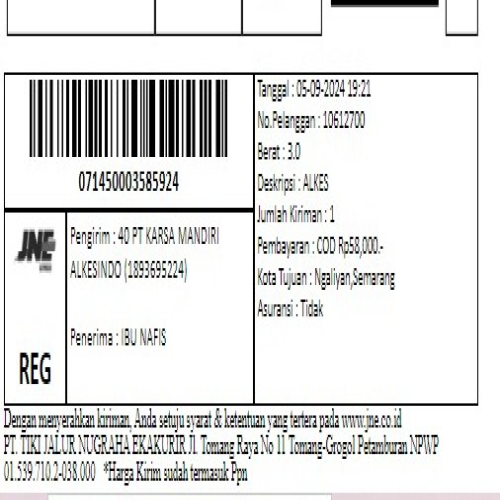 071450003585924
JNE
REG
Pengirim : 40 PT KARSA MANDIRI
ALKESINDO (1893695224)
Penerima : IBU NAFIS
Tanggal : 05-09-2024 19:21
No.Pelanggan : 10612700
Berat : 3.0
Deskripsi : ALKES
Jumlah Kiriman : 1
Pembayaran : COD Rp58,000.-
Kota Tujuan : Ngaliyan,Semarang
Asuransi : Tidak
Dengan menyerahkan kiriman, Anda setuju syarat & ketentuan yang tertera pada www.jne.co.id
PT. TIKI JALUR NUGRAHA EKAKURIR Jl. Tomang Raya No 11 Tomang-Grogol Petamburan NPWP
01.539.710.2-038.000 *Harga Kirim sudah termasuk Ppn